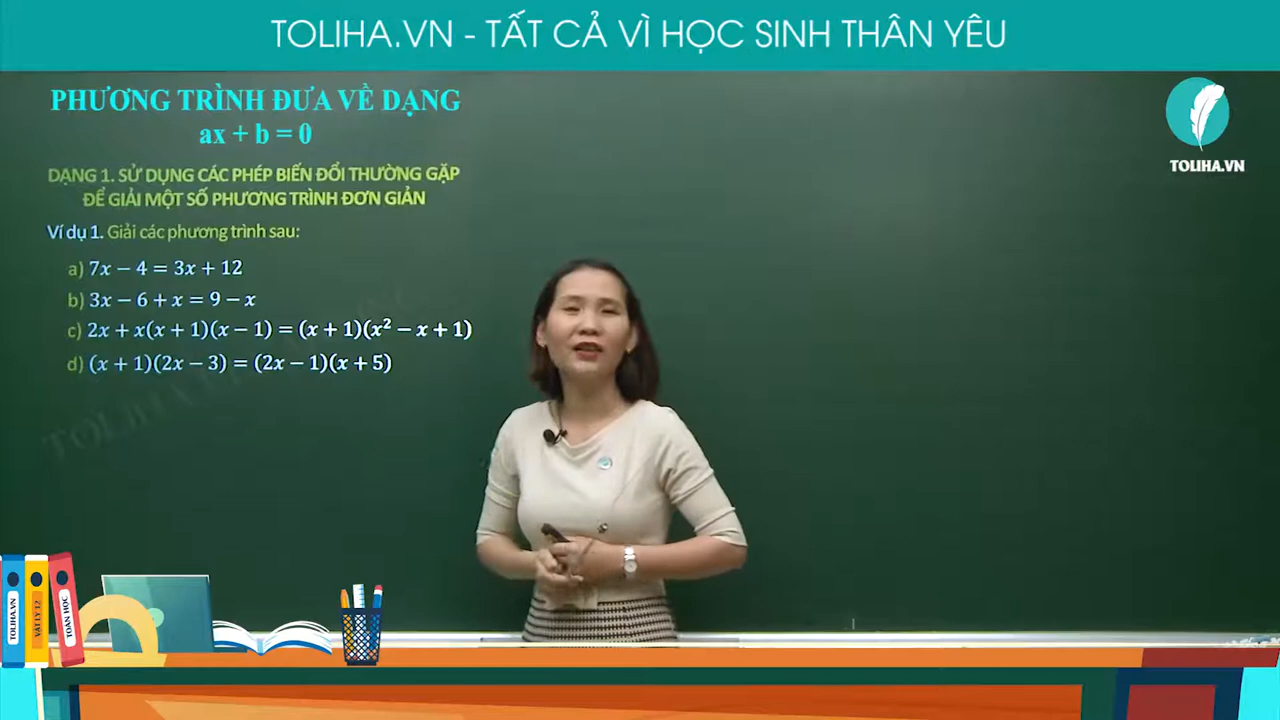 TOLIHA.VN - TẤT CẢ VÌ HỌC SINH THÂN YÊU
PHƯƠNG TRÌNH ĐƯA VỀ DẠNG
ax + b = 0
TOLIHA.VN
DẠNG 1. SỬ DỤNG CÁC PHÉP BIẾN ĐỔI THƯỜNG GẶP
ĐỂ GIẢI MỘT SỐ PHƯƠNG TRÌNH ĐƠN GIẢN
Ví dụ 1. Giải các phương trình sau:
a) 7x − 4 = 3x + 12
b) 3x − 6 + x = 9 − x
c) 2x + x(x + 1)(x − 1) = (x + 1)(x² − x + 1)
d) (x + 1)(2x − 3) = (2x − 1)(x + 5)
TOLIHA.VN
VẬT LÝ 12
TOÁN HỌC